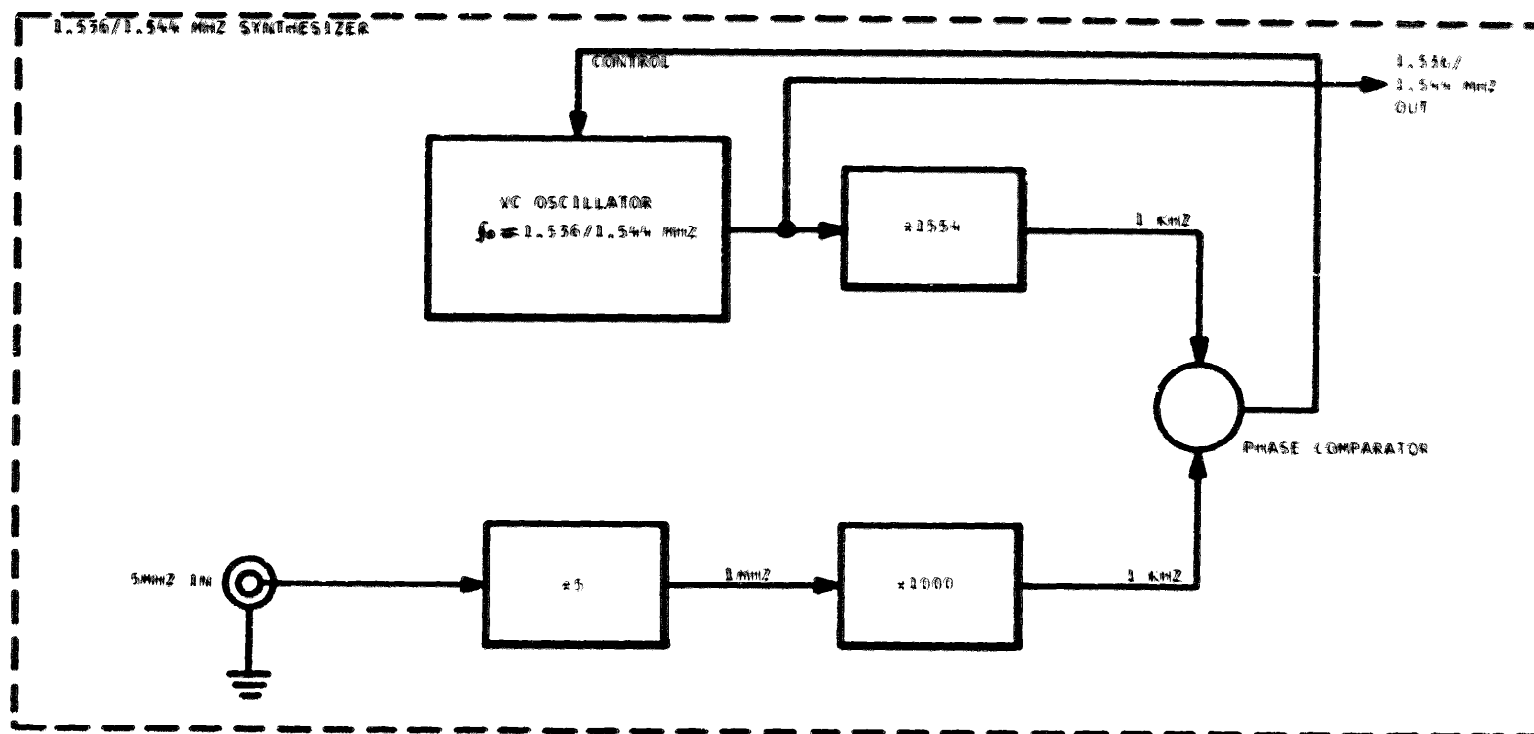 1.536/1.544 MHZ SYNTHESIZER
CONTROL
1.536/
1.544 MHZ
OUT
VC OSCILLATOR
fo = 1.536/1.544 MHZ
1 KHZ
PHASE COMPARATOR
5MHZ IN
÷5
1MHZ
÷1000
1 KHZ